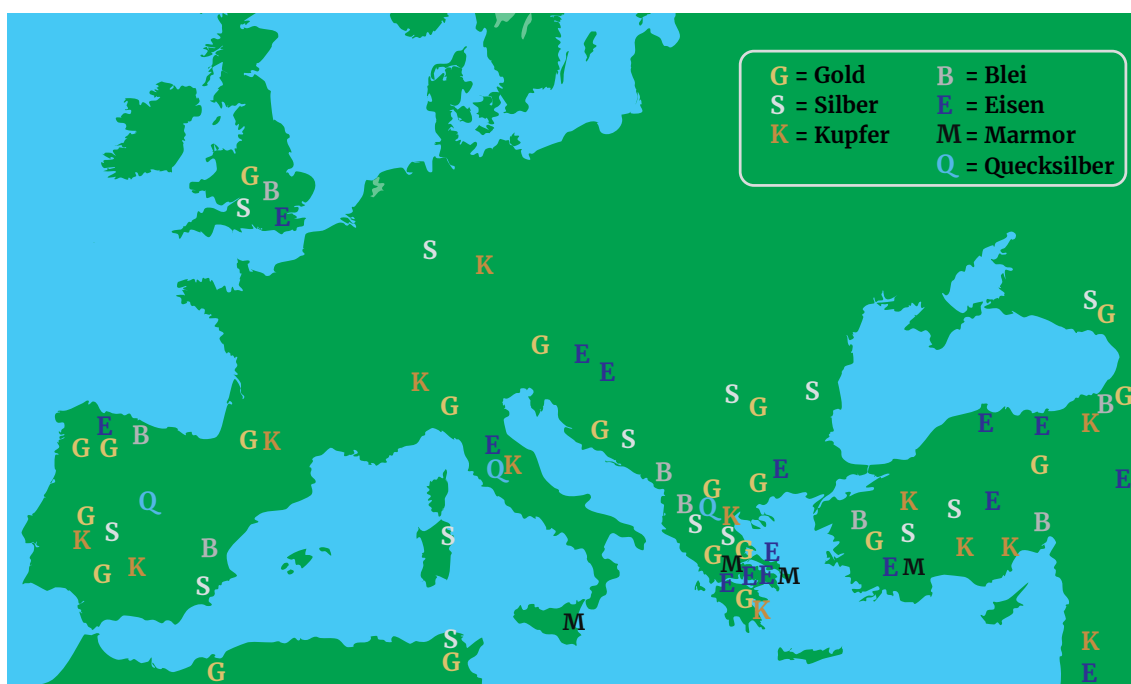 G = Gold
S = Silber
K = Kupfer
B = Blei
E = Eisen
M = Marmor
Q = Quecksilber
G
B
S
E
S
K
S
G
G
E
E
K
S
S
G
B
G
G
E
E
E
K
G
B
S
G K
E
G G
G
Q K
E
B
E
G
G
Q
K
E
B Q
S
G
K
B
B
S
S
S
S
S
K
G
B
K
K
G
E
G
M
K
E M
G
E E M
E
S
G
K
M
S
K
G
G
E